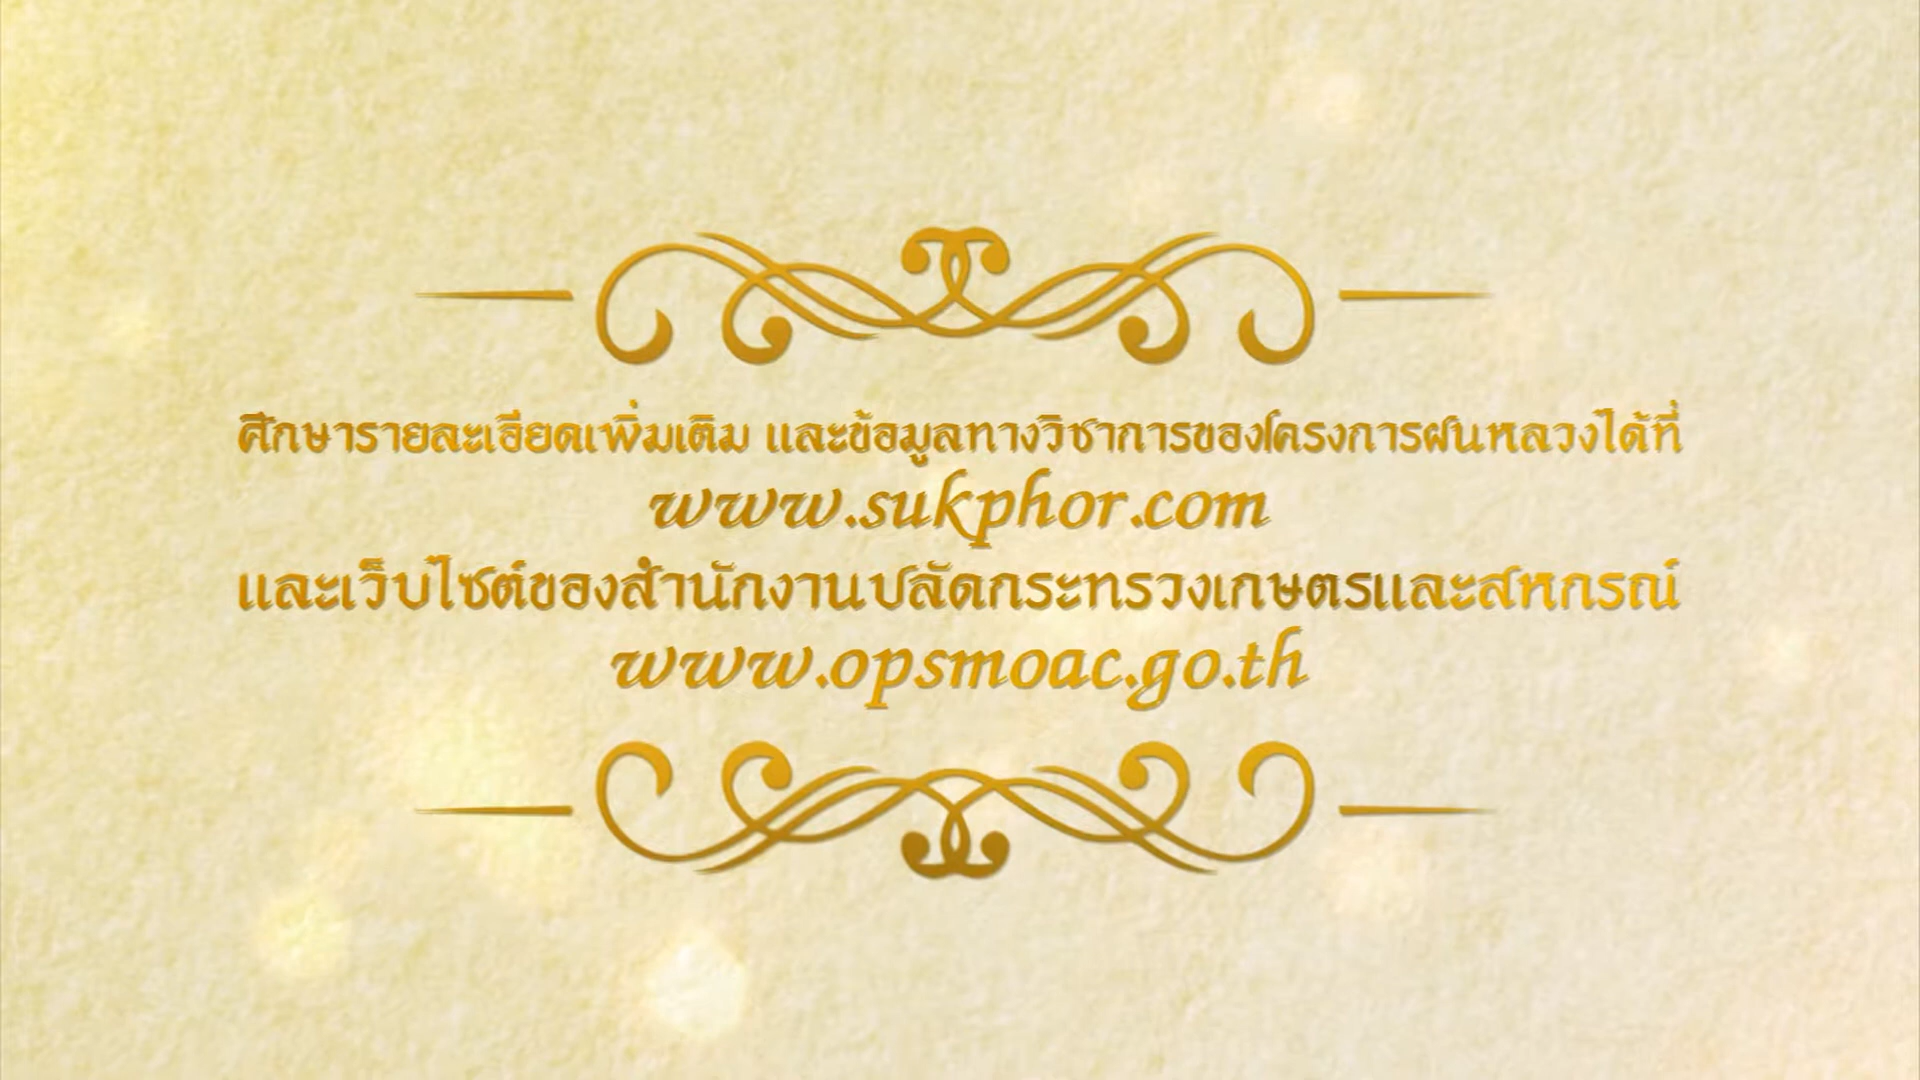 ศึกษารายละเอียดเพิ่มเติม และข้อมูลทางวิชาการของโครงการฝนหลวงได้ที่
www.sukphor.com
และเว็บไซต์ของสำนักงานปลัดกระทรวงเกษตรและสหกรณ์
www.opsmoac.go.th